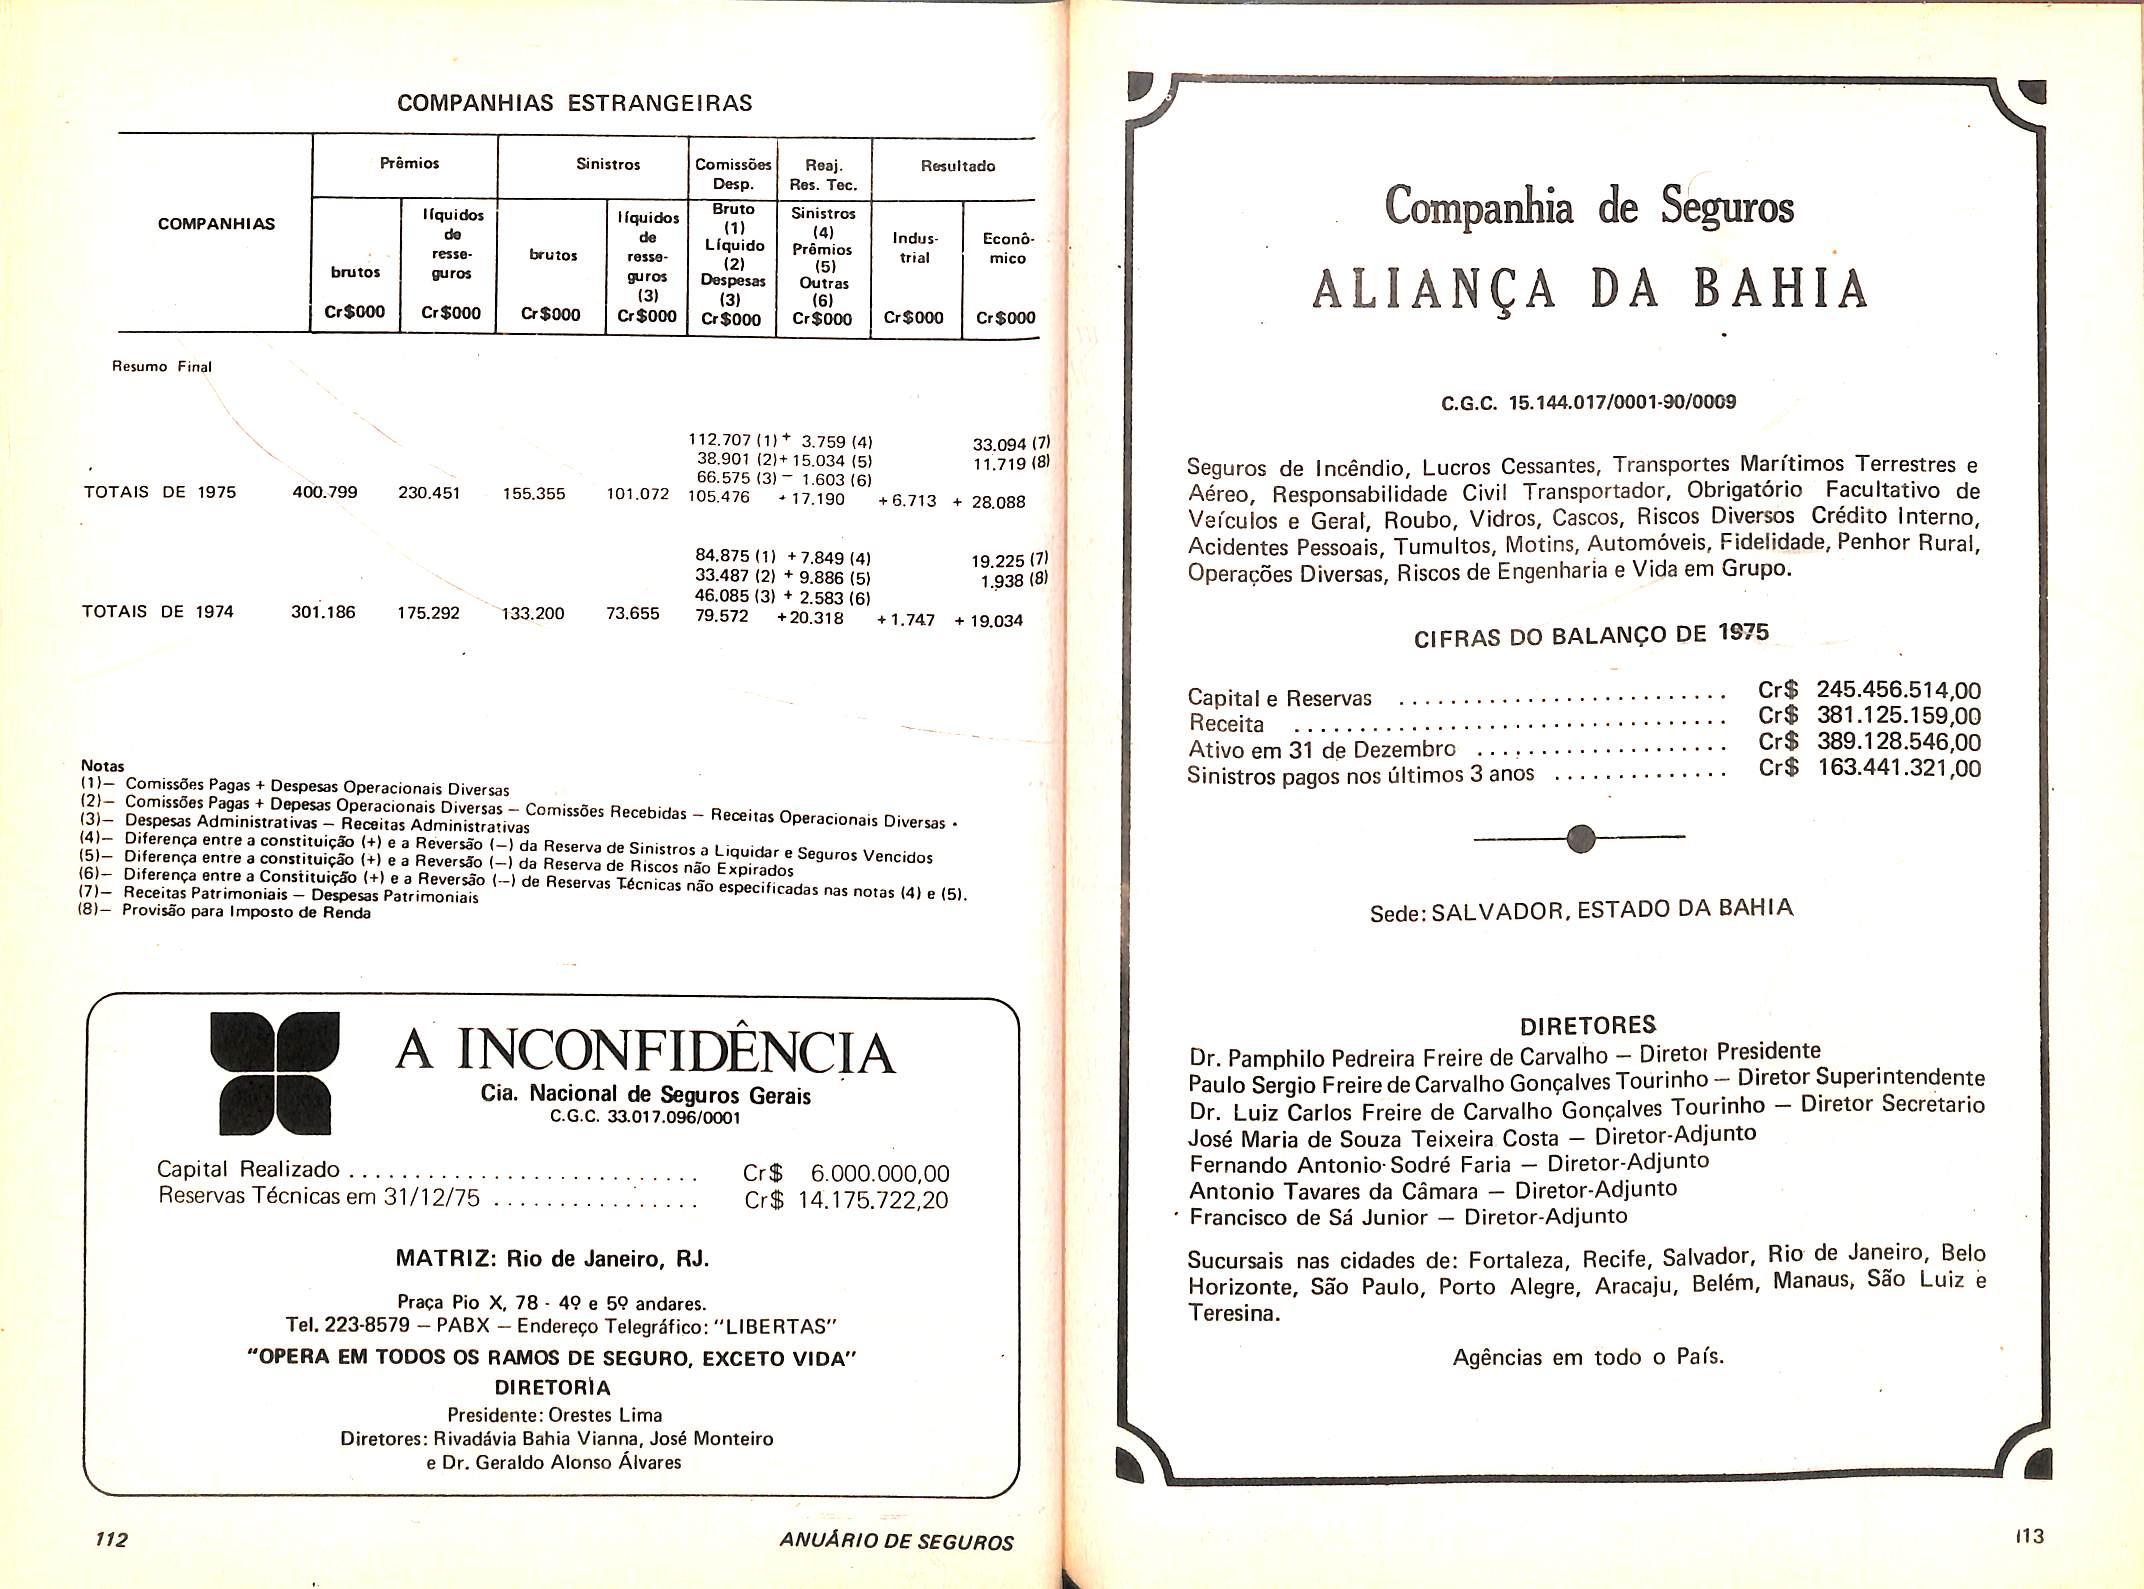 COMPANHIAS ESTRANGEIRAS
COMPANHIAS
Prêmios
Sinistros
Comissões
Desp.
Reaj.
Res. Tec.
Resultado
brutos
Cr$000
líquidos
de
resse-
guros
Cr$000
brutos
Cr$000
líquidos
de
resse-
guros
(3)
Cr$000
Bruto
(1)
Líquido
(2)
Despesas
(3)
Cr$000
Sinistros
(4)
Prêmios
(5)
Outras
(6)
Cr$000
Indus-
trial
Cr$000
Econô-
mico
Cr$000
Resumo Final
112.707 (1) + 3.759 (4) 33.094 (7)
38.901 (2) + 15.034 (5) 11.719 (8)
66.575 (3) – 1.603 (6)
TOTAIS DE 1975 400.799 230.451 155.355 101.072 105.476 + 17.190 + 6.713 + 28.088
84.875 (1) + 7.849 (4) 19.225 (7)
33.487 (2) + 9.886 (5) 1.938 (8)
46.085 (3) + 2.583 (6)
TOTAIS DE 1974 301.186 175.292 133.200 73.655 79.572 + 20.318 + 1.747 + 19.034
Notas
(1)— Comissões Pagas + Despesas Operacionais Diversas
(2)— Comissões Pagas + Depesas Operacionais Diversas — Comissões Recebidas — Receitas Operacionais Diversas .
(3)— Despesas Administrativas — Receitas Administrativas
(4)— Diferença entre a constituição (+) e a Reversão (—) da Reserva de Sinistros a Liquidar e Seguros Vencidos
(5)— Diferença entre a constituição (+) e a Reversão (—) da Reserva de Riscos não Expirados
(6)— Diferença entre a Constituição (+) e a Reversão (—) de Reservas Técnicas não especificadas nas notas (4) e (5).
(7)— Receitas Patrimoniais — Despesas Patrimoniais
(8)— Provisão para Imposto de Renda
A INCONFIDÊNCIA
Cia. Nacional de Seguros Gerais
C.G.C. 33.017.096/0001
Capital Realizado ........................... Cr$ 6.000.000,00
Reservas Técnicas em 31/12/75 ................ Cr$ 14.175.722,20
MATRIZ: Rio de Janeiro, RJ.
Praça Pio X, 78 - 4º e 5º andares.
Tel. 223-8579 — PABX — Endereço Telegráfico: "LIBERTAS"
"OPERA EM TODOS OS RAMOS DE SEGURO, EXCETO VIDA"
DIRETORIA
Presidente: Orestes Lima
Diretores: Rivadávia Bahia Vianna, José Monteiro
e Dr. Geraldo Alonso Álvares
112
ANUÁRIO DE SEGUROS
Companhia de Seguros
ALIANÇA DA BAHIA
C.G.C. 15.144.017/0001-90/0009
Seguros de Incêndio, Lucros Cessantes, Transportes Marítimos Terrestres e
Aéreo, Responsabilidade Civil Transportador, Obrigatório Facultativo de
Veículos e Geral, Roubo, Vidros, Cascos, Riscos Diversos Crédito Interno,
Acidentes Pessoais, Tumultos, Motins, Automóveis, Fidelidade, Penhor Rural,
Operações Diversas, Riscos de Engenharia e Vida em Grupo.
CIFRAS DO BALANÇO DE 1975
Capital e Reservas .......................... Cr$ 245.456.514,00
Receita .................................. Cr$ 381.125.159,00
Ativo em 31 de Dezembro .................... Cr$ 389.128.546,00
Sinistros pagos nos últimos 3 anos .............. Cr$ 163.441.321,00
Sede: SALVADOR, ESTADO DA BAHIA
DIRETORES
Dr. Pamphilo Pedreira Freire de Carvalho — Diretor Presidente
Paulo Sergio Freire de Carvalho Gonçalves Tourinho — Diretor Superintendente
Dr. Luiz Carlos Freire de Carvalho Gonçalves Tourinho — Diretor Secretario
José Maria de Souza Teixeira Costa — Diretor-Adjunto
Fernando Antonio Sodré Faria — Diretor-Adjunto
Antonio Tavares da Câmara — Diretor-Adjunto
Francisco de Sá Junior — Diretor-Adjunto
Sucursais nas cidades de: Fortaleza, Recife, Salvador, Rio de Janeiro, Belo
Horizonte, São Paulo, Porto Alegre, Aracaju, Belém, Manaus, São Luiz e
Teresina.
Agências em todo o País.
113